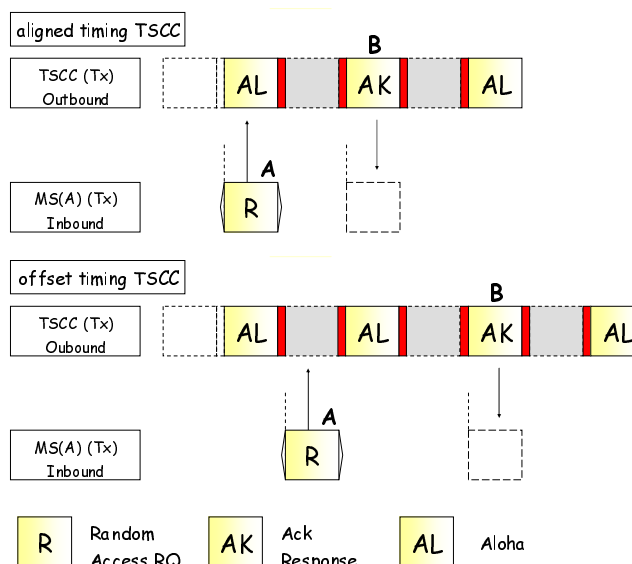 aligned timing TSCC
B
TSCC (Tx)
Outbound
AL
AK
AL
A
MS(A) (Tx)
Inbound
R
offset timing TSCC
B
TSCC (Tx)
Oubound
AL
AL
AK
AL
A
MS(A) (Tx)
Inbound
R
R
Random
Access RQ
AK
Ack
Response
AL
Aloha